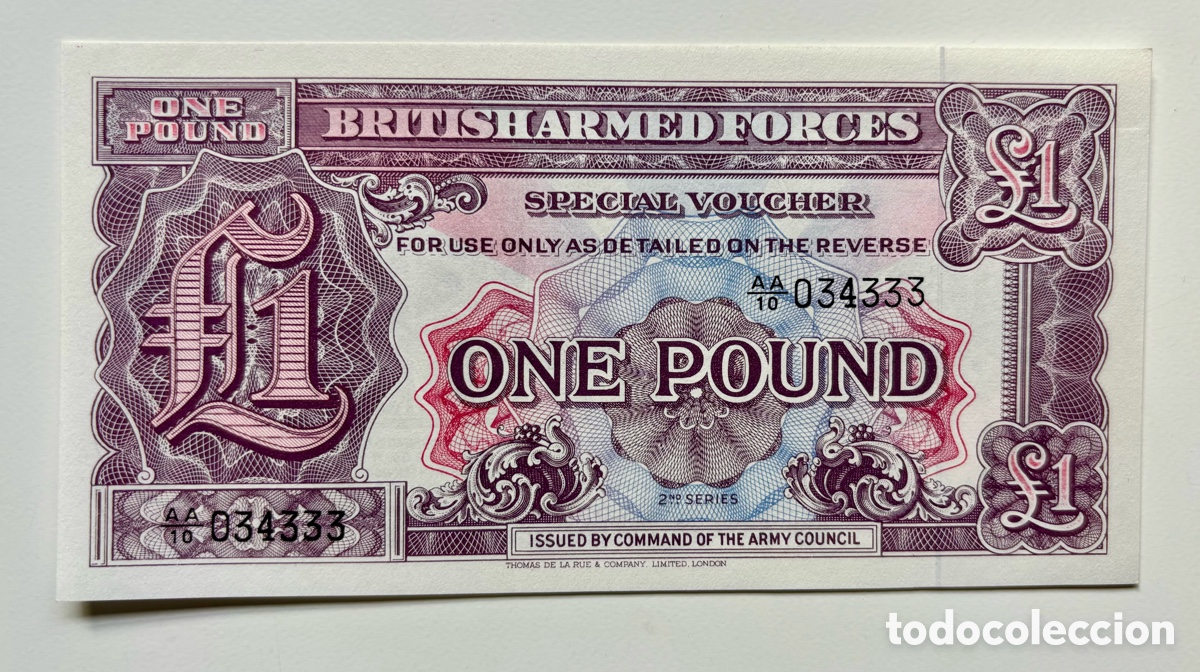 ONE
POUND
BRITISH ARMED FORCES
£1
SPECIAL VOUCHER
FOR USE ONLY AS DETAILED ON THE REVERSE
AA/10 034333
£1
ONE POUND
2ND SERIES
£1
AA/10 034333
ISSUED BY COMMAND OF THE ARMY COUNCIL
THOMAS DE LA RUE & COMPANY, LIMITED, LONDON
todocoleccion